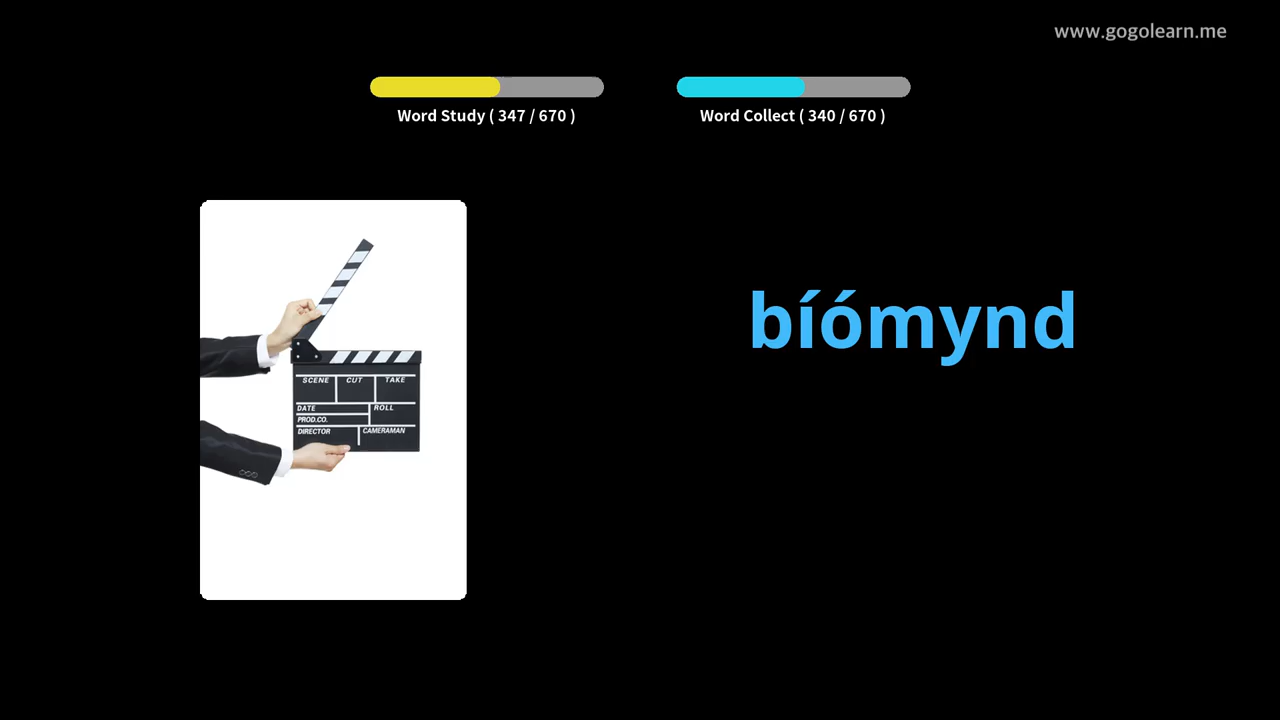 www.gogolearn.me
Word Study ( 347 / 670 )
Word Collect ( 340 / 670 )
bíómynd
SCENE CUT TAKE
DATE ROLL
PROD.CO.
DIRECTOR CAMERAMAN